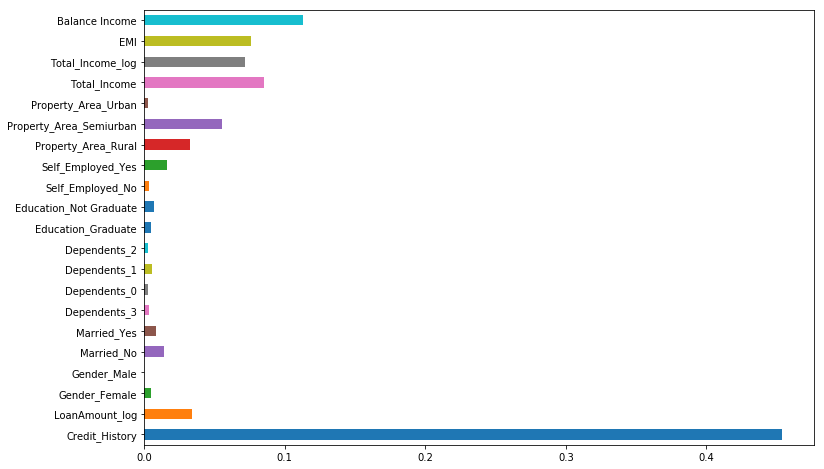 Balance Income
EMI
Total_Income_log
Total_Income
Property_Area_Urban
Property_Area_Semiurban
Property_Area_Rural
Self_Employed_Yes
Self_Employed_No
Education_Not Graduate
Education_Graduate
Dependents_2
Dependents_1
Dependents_0
Dependents_3
Married_Yes
Married_No
Gender_Male
Gender_Female
LoanAmount_log
Credit_History
0.0 0.1 0.2 0.3 0.4